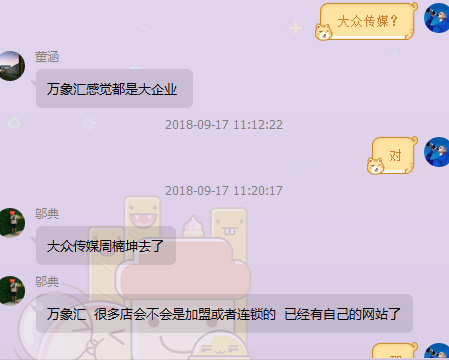 大众传媒？
董涵
万象汇感觉都是大企业
2018-09-17 11:12:22
对
2018-09-17 11:20:17
邬典
大众传媒周楠坤去了
邬典
万象汇 很多店会不会是加盟或者连锁的 已经有自己的网站了